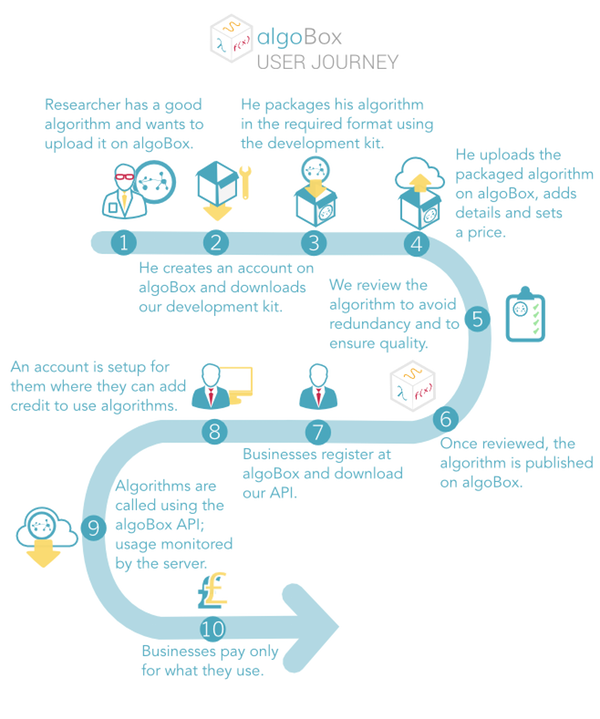 algoBox
USER JOURNEY
λ
f(x)
Researcher has a good
algorithm and wants to
upload it on algoBox.
He packages his algorithm
in the required format using
the development kit.
He uploads the
packaged algorithm
on algoBox, adds
details and sets
a price.
1
2
3
4
He creates an account on
algoBox and downloads
our development kit.
We review the
algorithm to avoid
redundancy and to
ensure quality.
5
An account is setup for
them where they can add
credit to use algorithms.
λ
f(x)
8
7
6
Businesses register at
algoBox and download
our API.
Once reviewed, the
algorithm is published
on algoBox.
Algorithms are
called using the
algoBox API;
usage monitored
by the server.
9
££
10
Businesses pay only
for what they use.